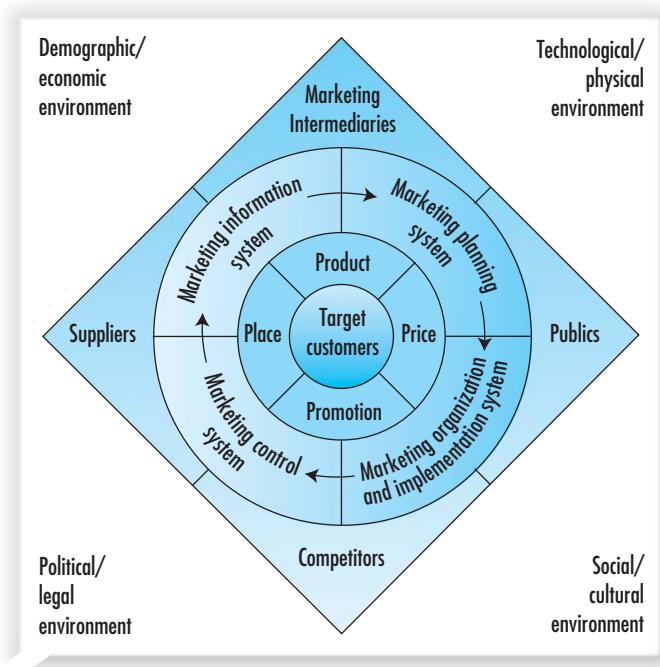 Demographic/
economic
environment
Technological/
physical
environment
Marketing
Intermediaries
Marketing information
system
Marketing planning
system
Product
Suppliers
Place
Target
customers
Price
Publics
Promotion
Marketing control
system
Marketing organization
and implementation system
Competitors
Political/
legal
environment
Social/
cultural
environment